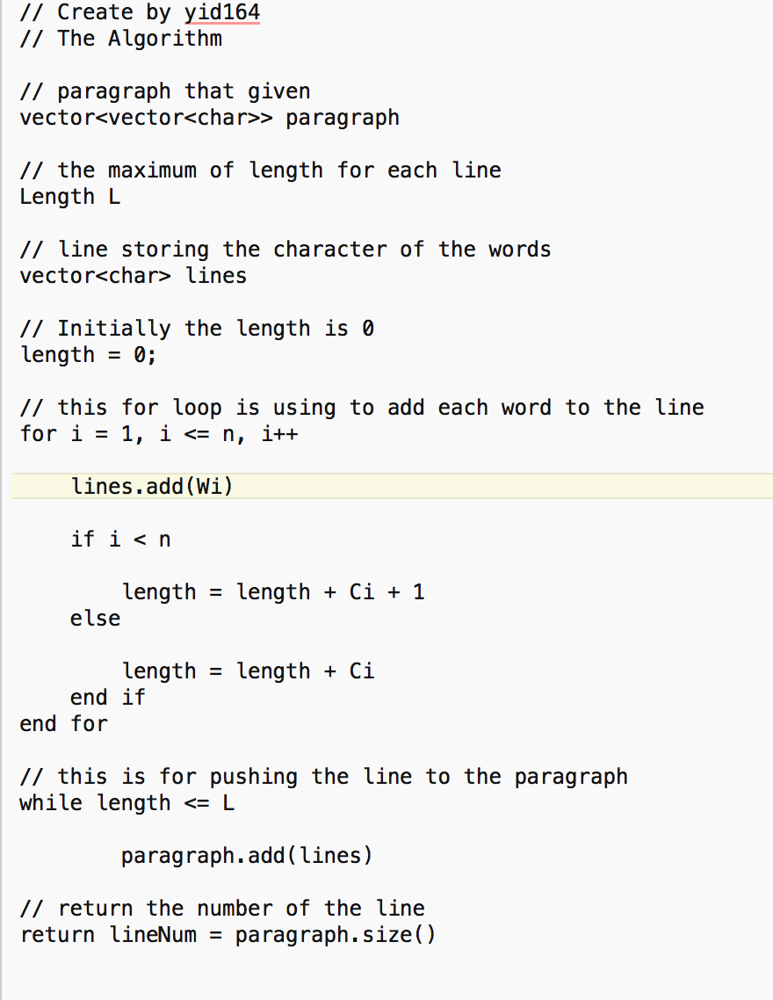 // Create by yid164
// The Algorithm
// paragraph that given
vector<vector<char>> paragraph
// the maximum of length for each line
Length L
// line storing the character of the words
vector<char> lines
// Initially the length is 0
length = 0;
// this for loop is using to add each word to the line
for i = 1, i <= n, i++
lines.add(Wi)
if i < n
length = length + Ci + 1
else
length = length + Ci
end if
end for
// this is for pushing the line to the paragraph
while length <= L
paragraph.add(lines)
// return the number of the line
return lineNum = paragraph.size()